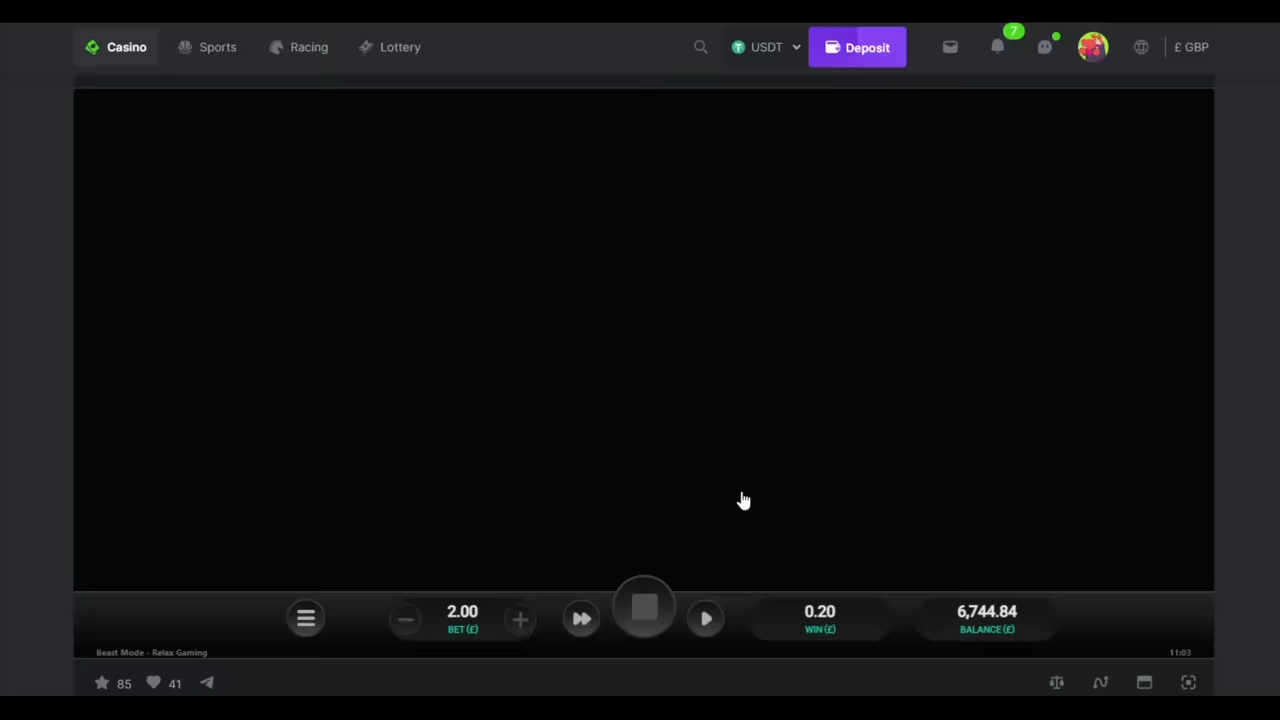 Casino Sports Racing Lottery USDT Deposit 7 £ GBP
2.00 0.20 6,744.84
BET (£) WIN (£) BALANCE (£)
Beast Mode - Relax Gaming 11:03
85 41